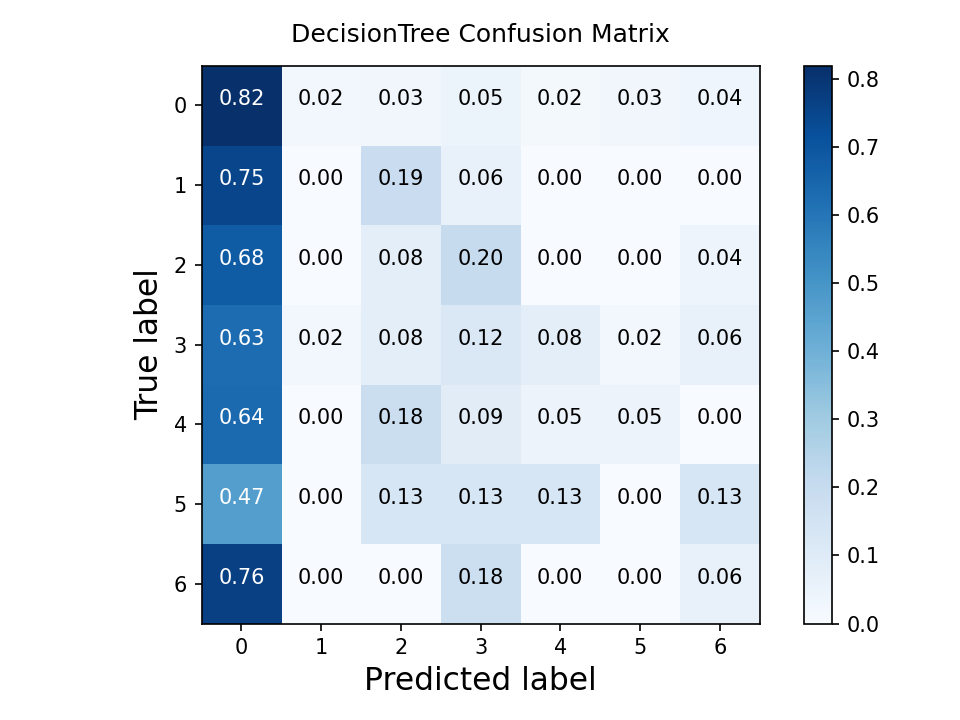 DecisionTree Confusion Matrix
0 0.82 0.02 0.03 0.05 0.02 0.03 0.04
1 0.75 0.00 0.19 0.06 0.00 0.00 0.00
2 0.68 0.00 0.08 0.20 0.00 0.00 0.04
3 0.63 0.02 0.08 0.12 0.08 0.02 0.06
4 0.64 0.00 0.18 0.09 0.05 0.05 0.00
5 0.47 0.00 0.13 0.13 0.13 0.00 0.13
6 0.76 0.00 0.00 0.18 0.00 0.00 0.06
0 1 2 3 4 5 6
Predicted label
True label
0.8
0.7
0.6
0.5
0.4
0.3
0.2
0.1
0.0